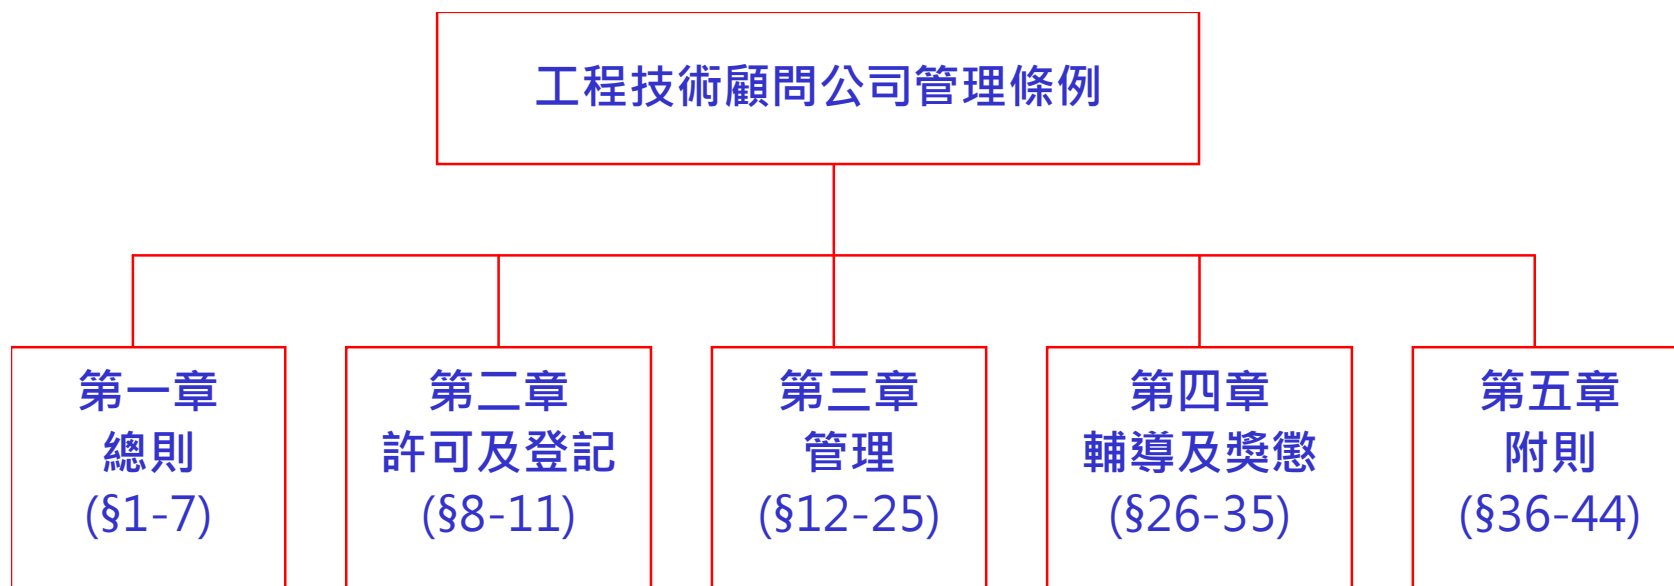 工程技術顧問公司管理條例
第一章
總則
(§1-7)
第二章
許可及登記
(§8-11)
第三章
管理
(§12-25)
第四章
輔導及獎懲
(§26-35)
第五章
附則
(§36-44)